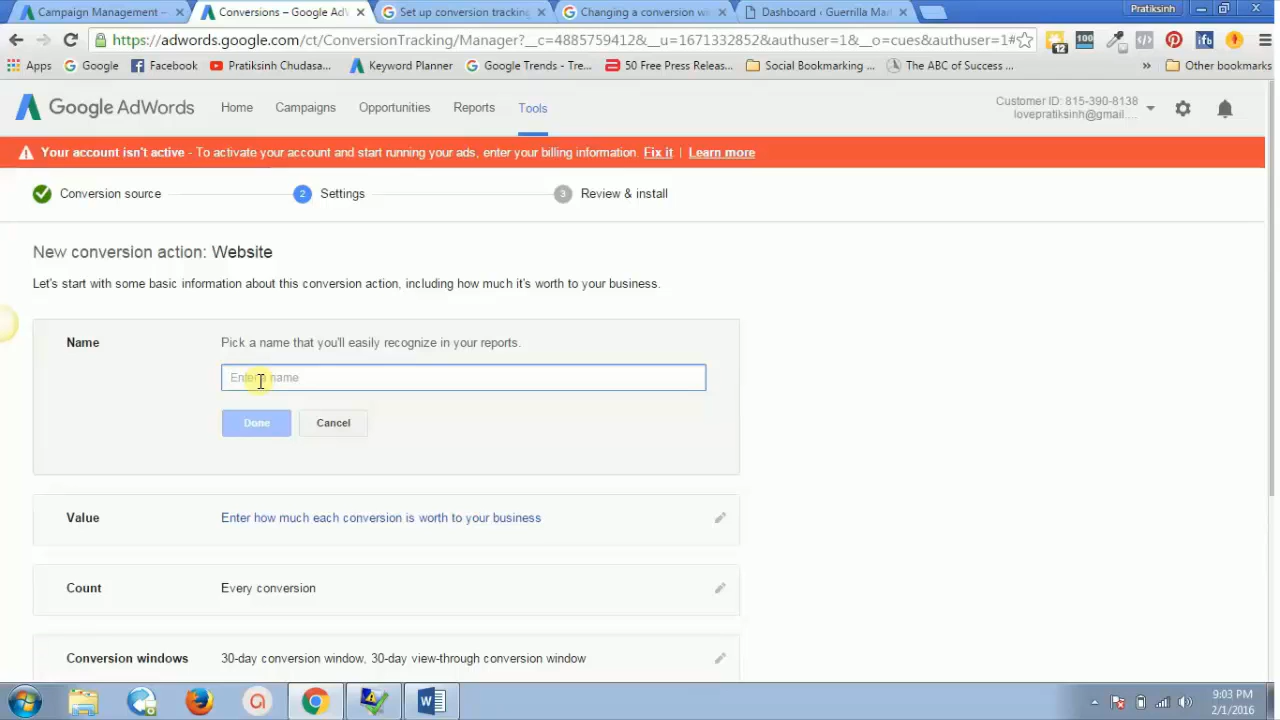 Pratiksinh
Campaign Management –
Conversions – Google AdW
Set up conversion tracking
Changing a conversion win
Dashboard ‹ Guerrilla Mar
https://adwords.google.com/ct/ConversionTracking/Manager?__c=4885759412&__u=1671332852&authuser=1&__o=cues&authuser=1#
12
100
ifb
Apps
Google
Facebook
Pratiksinh Chudasa...
Keyword Planner
Google Trends - Tre...
50 Free Press Releas...
Social Bookmarking ...
The ABC of Success ...
»
Other bookmarks
Google AdWords
Home
Campaigns
Opportunities
Reports
Tools
Customer ID: 815-390-8138
lovepratiksinh@gmail....
Your account isn't active - To activate your account and start running your ads, enter your billing information. Fix it | Learn more
Conversion source
2 Settings
3 Review & install
New conversion action: Website
Let's start with some basic information about this conversion action, including how much it's worth to your business.
Name
Pick a name that you'll easily recognize in your reports.
Enter a name
Done
Cancel
Value
Enter how much each conversion is worth to your business
Count
Every conversion
Conversion windows
30-day conversion window, 30-day view-through conversion window
9:03 PM
2/1/2016